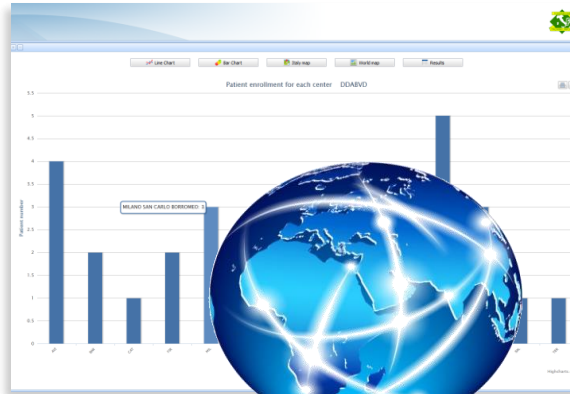 Line Chart
Bar Chart
Italy map
World map
Results
Patient enrollment for each center DDABVD
Patient number
5.5
5
4.5
4
3.5
3
2.5
2
1.5
1
0.5
0
MILANO SAN CARLO BORROMEO: 3
Highcharts